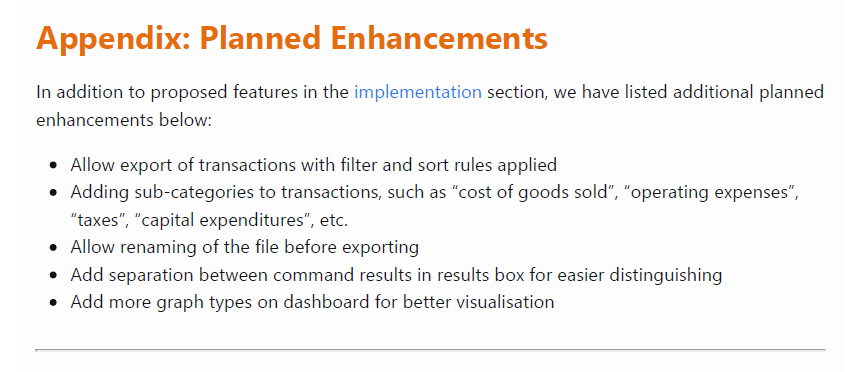 Appendix: Planned Enhancements
In addition to proposed features in the implementation section, we have listed additional planned
enhancements below:
• Allow export of transactions with filter and sort rules applied
• Adding sub-categories to transactions, such as “cost of goods sold”, “operating expenses”,
“taxes”, “capital expenditures”, etc.
• Allow renaming of the file before exporting
• Add separation between command results in results box for easier distinguishing
• Add more graph types on dashboard for better visualisation